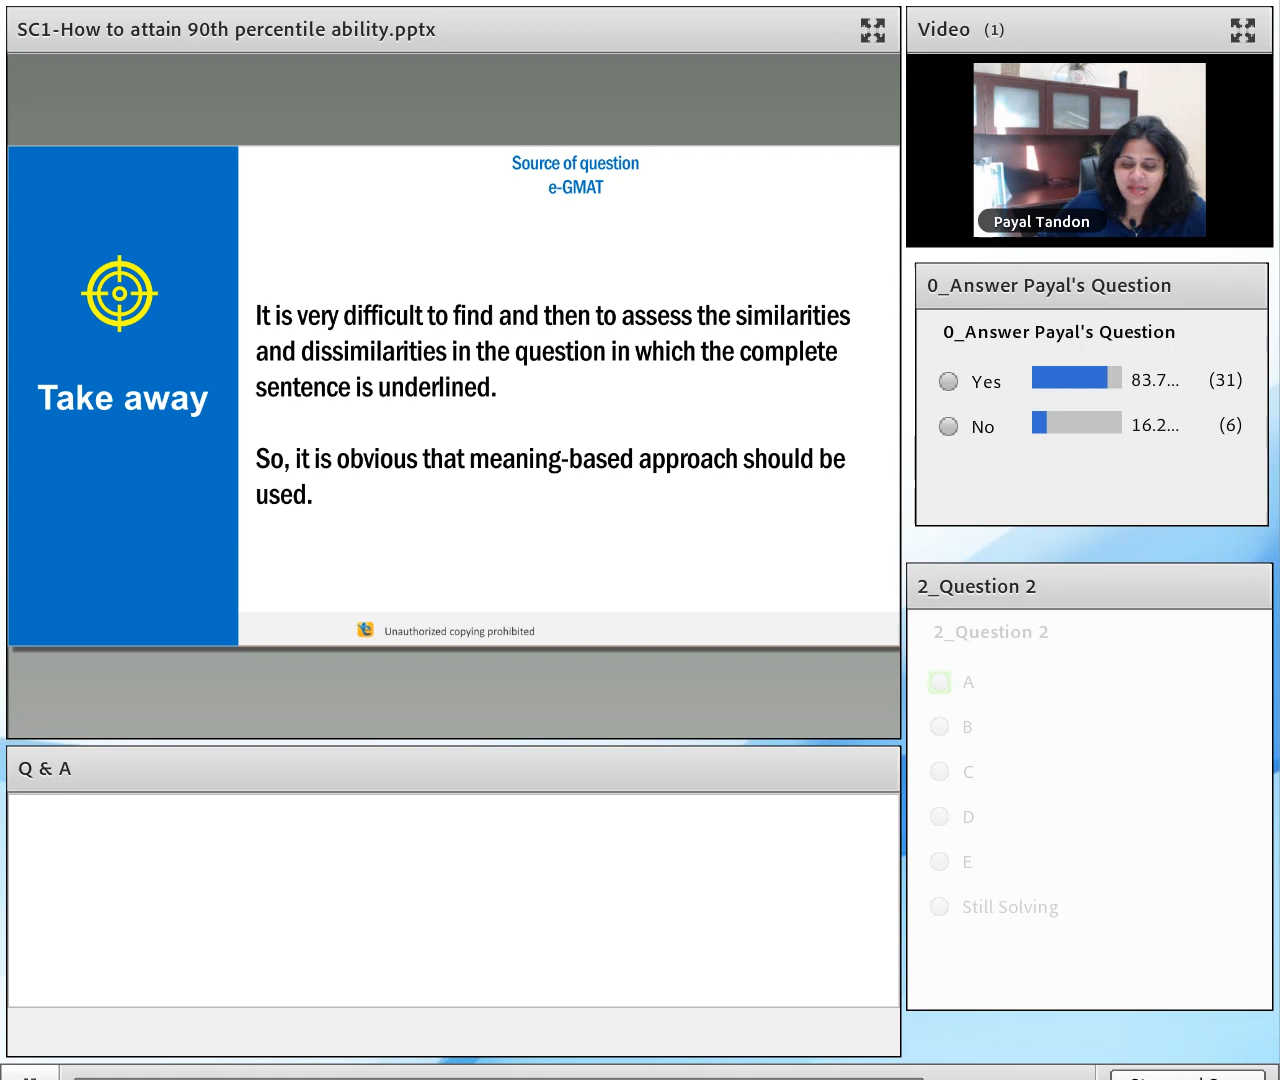 SC1-How to attain 90th percentile ability.pptx
Source of question
e-GMAT
Take away
It is very difficult to find and then to assess the similarities
and dissimilarities in the question in which the complete
sentence is underlined.
So, it is obvious that meaning-based approach should be
used.
Unauthorized copying prohibited
Q & A
Video (1)
Payal Tandon
0_Answer Payal's Question
0_Answer Payal's Question
Yes 83.7... (31)
No 16.2... (6)
2_Question 2
2_Question 2
A
B
C
D
E
Still Solving